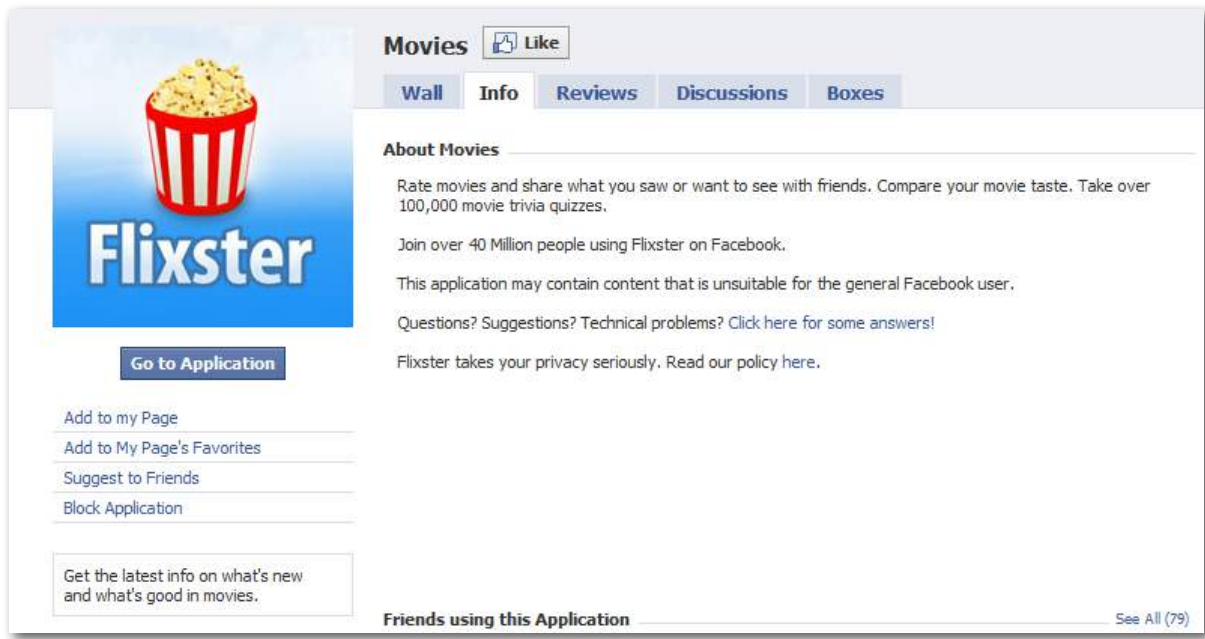 Flixster
Go to Application
Add to my Page
Add to My Page's Favorites
Suggest to Friends
Block Application
Get the latest info on what's new
and what's good in movies.
Movies Like
Wall Info Reviews Discussions Boxes
About Movies
Rate movies and share what you saw or want to see with friends. Compare your movie taste. Take over
100,000 movie trivia quizzes.
Join over 40 Million people using Flixster on Facebook.
This application may contain content that is unsuitable for the general Facebook user.
Questions? Suggestions? Technical problems? Click here for some answers!
Flixster takes your privacy seriously. Read our policy here.
Friends using this Application See All (79)